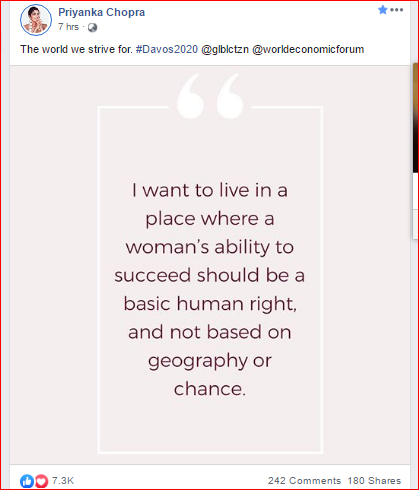 Priyanka Chopra
7 hrs ·
The world we strive for. #Davos2020 @glblctzn @worldeconomicforum
I want to live in a
place where a
woman's ability to
succeed should be a
basic human right,
and not based on
geography or
chance.
7.3K 242 Comments 180 Shares